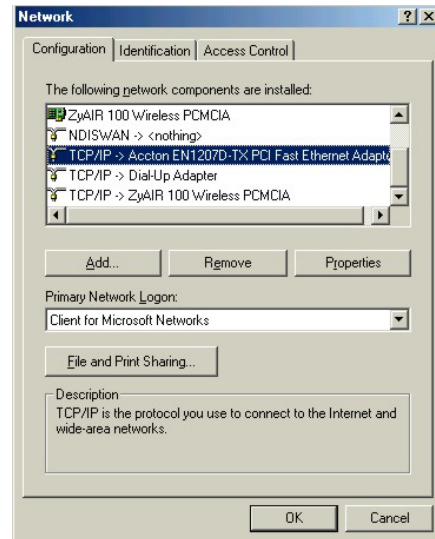 Network
Configuration Identification Access Control
The following network components are installed:
ZyAIR 100 Wireless PCMCIA
NDISWAN -> <nothing>
TCP/IP -> Accton EN1207D-TX PCI Fast Ethernet Adapte
TCP/IP -> Dial-Up Adapter
TCP/IP -> ZyAIR 100 Wireless PCMCIA
Add... Remove Properties
Primary Network Logon:
Client for Microsoft Networks
File and Print Sharing...
Description
TCP/IP is the protocol you use to connect to the Internet and
wide-area networks.
OK Cancel